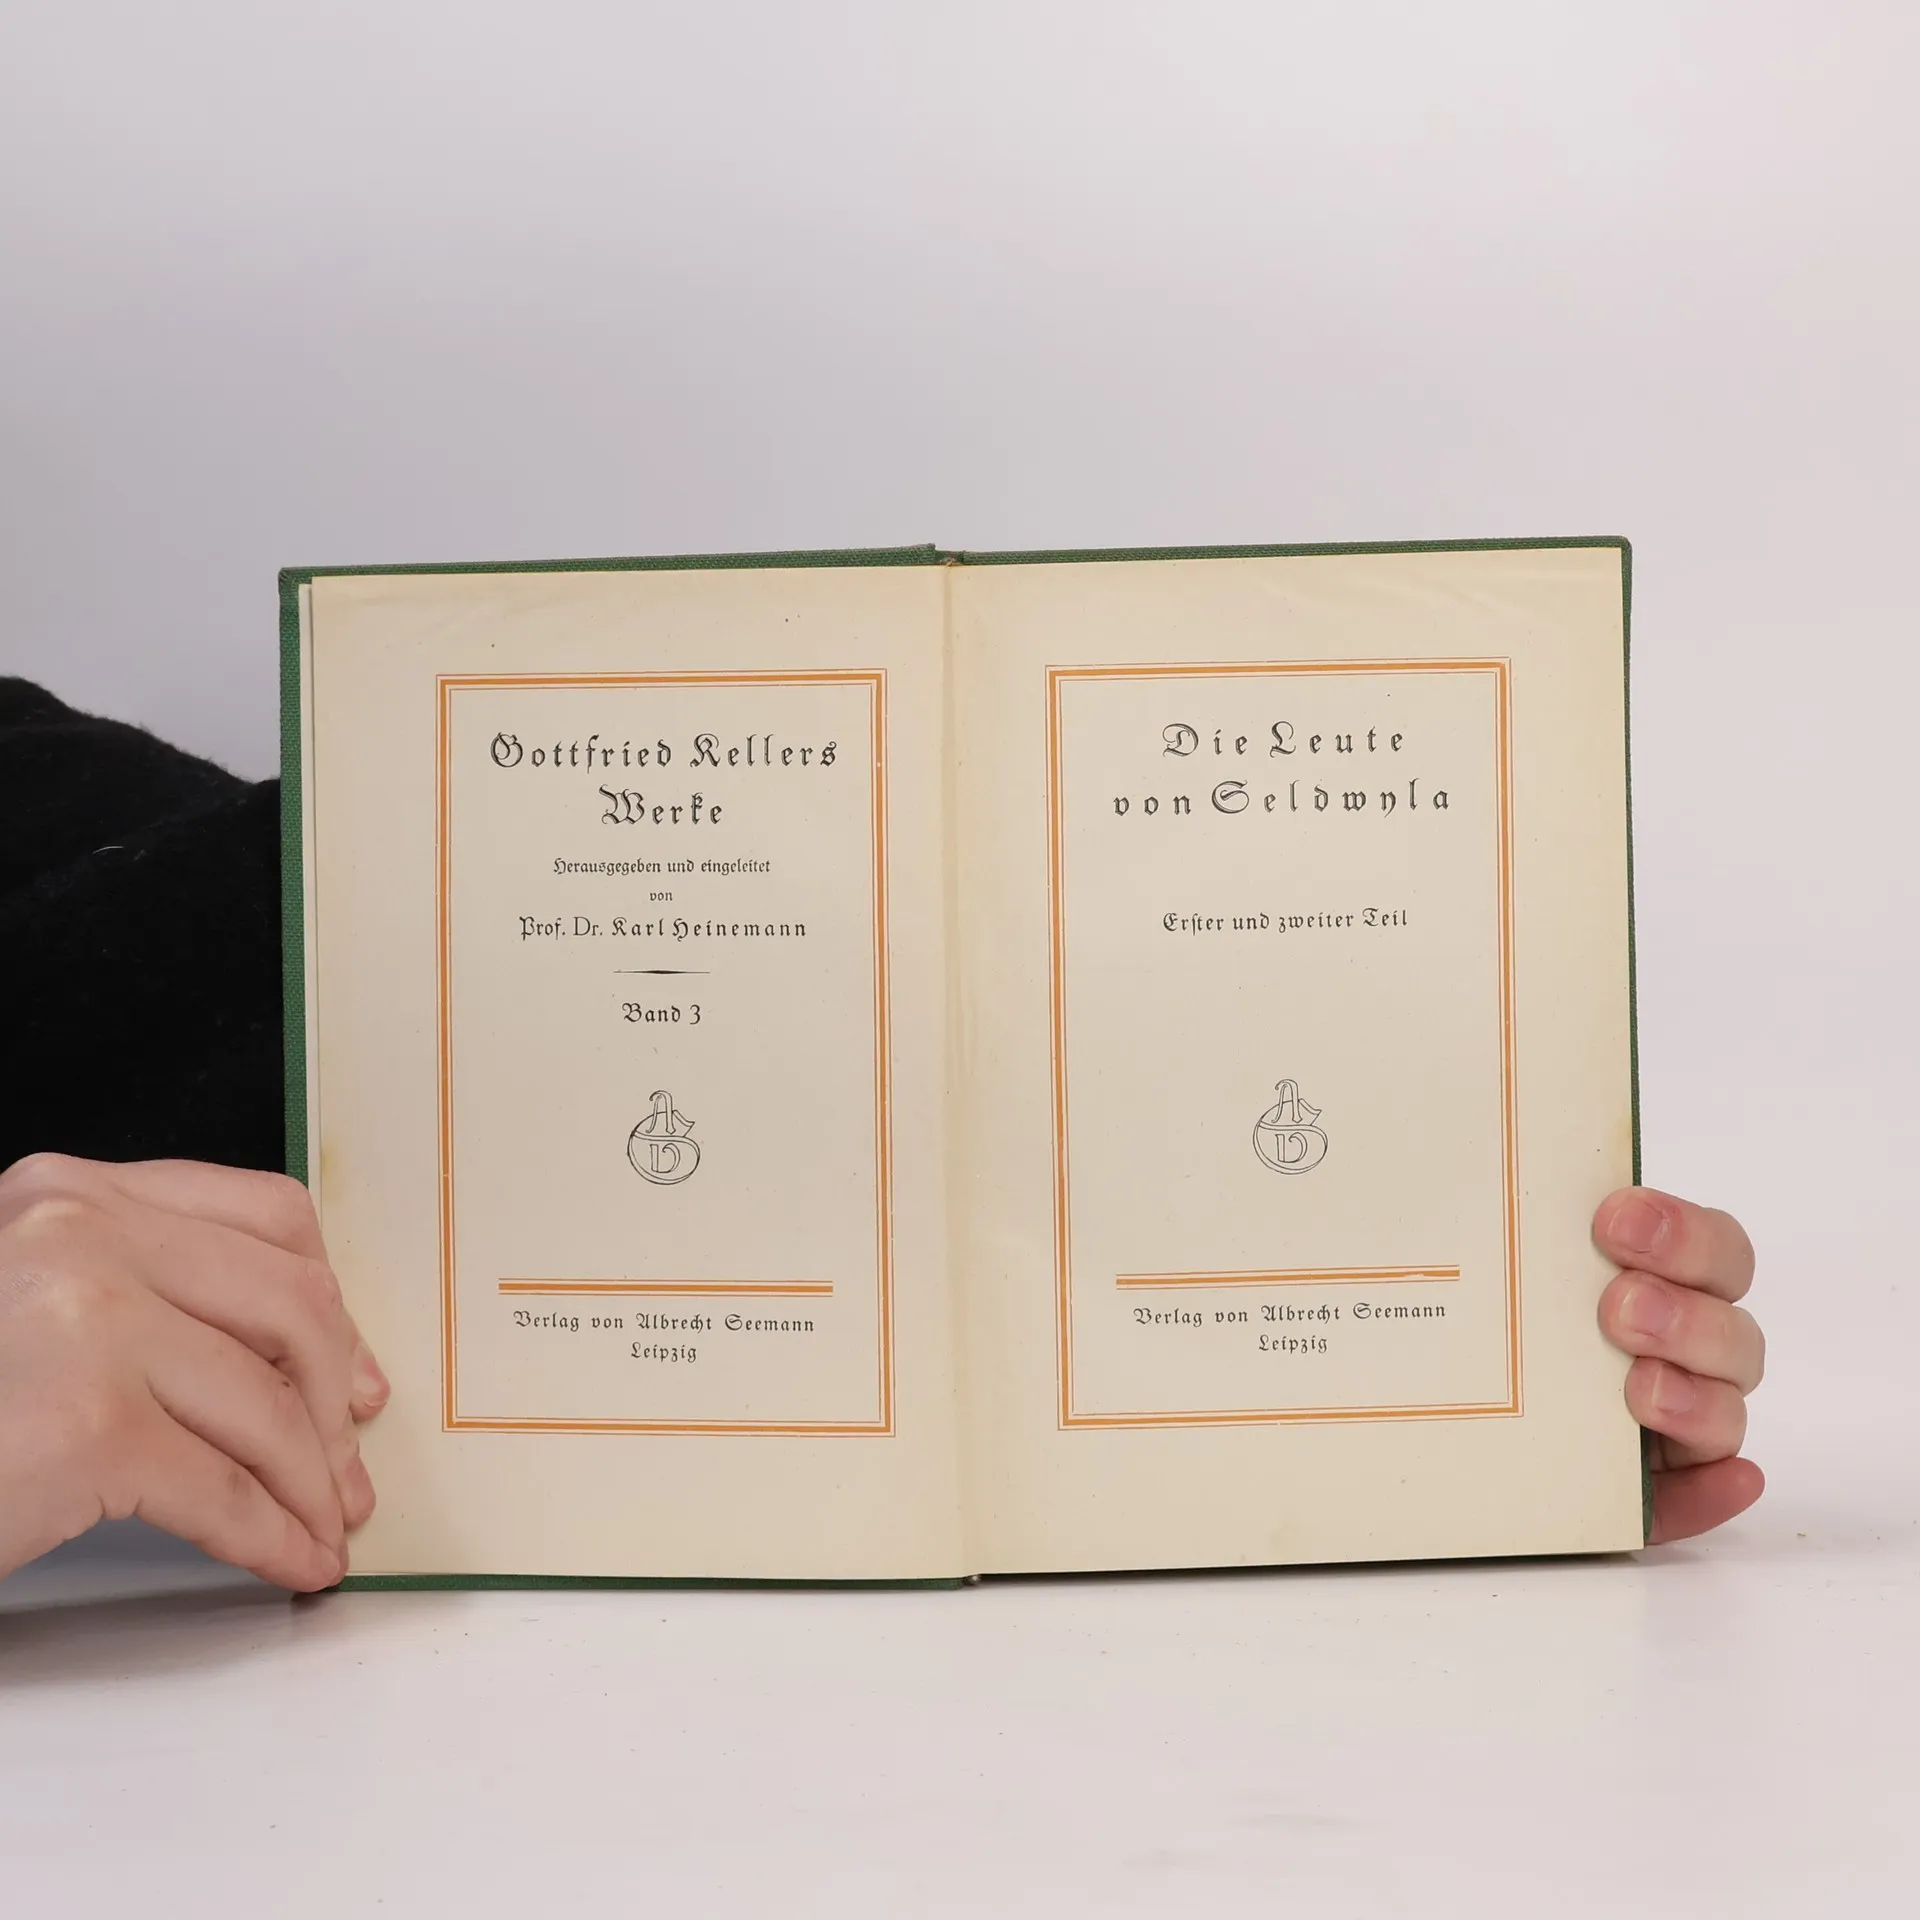 Gottfried Kellers
Werke
Herausgegeben und eingeleitet
von
Prof. Dr. Karl Heinemann
Band 3
A
S
V
Verlag von Albrecht Seemann
Leipzig
Die Leute
von Seldwyla
Erster und zweiter Teil
A
S
V
Verlag von Albrecht Seemann
Leipzig